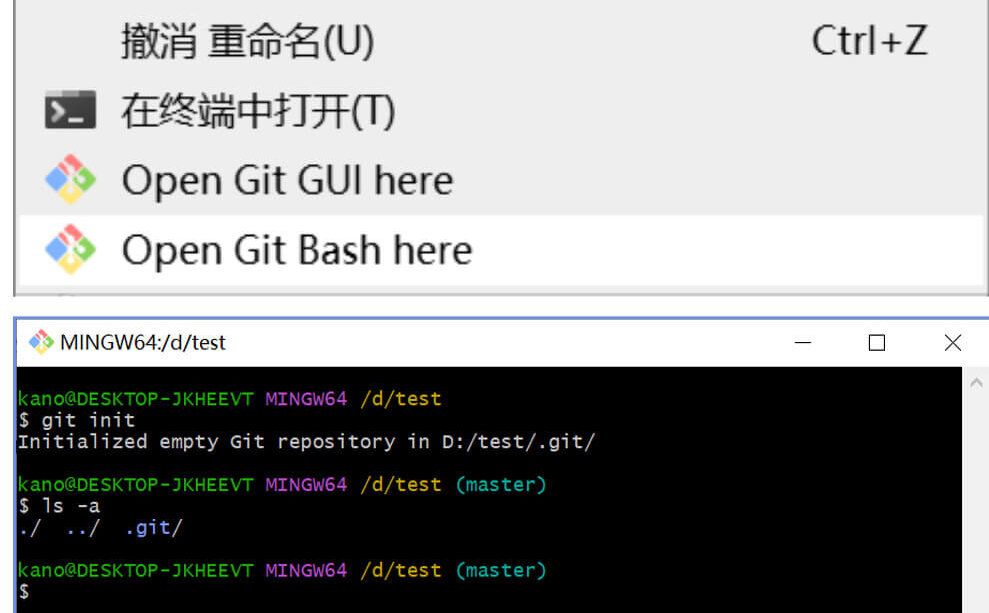 撤消 重命名(U) Ctrl+Z
在终端中打开(T)
Open Git GUI here
Open Git Bash here
MINGW64:/d/test
kano@DESKTOP-JKHEEVT MINGW64 /d/test
$ git init
Initialized empty Git repository in D:/test/.git/
kano@DESKTOP-JKHEEVT MINGW64 /d/test (master)
$ ls -a
./ ../ .git/
kano@DESKTOP-JKHEEVT MINGW64 /d/test (master)
$